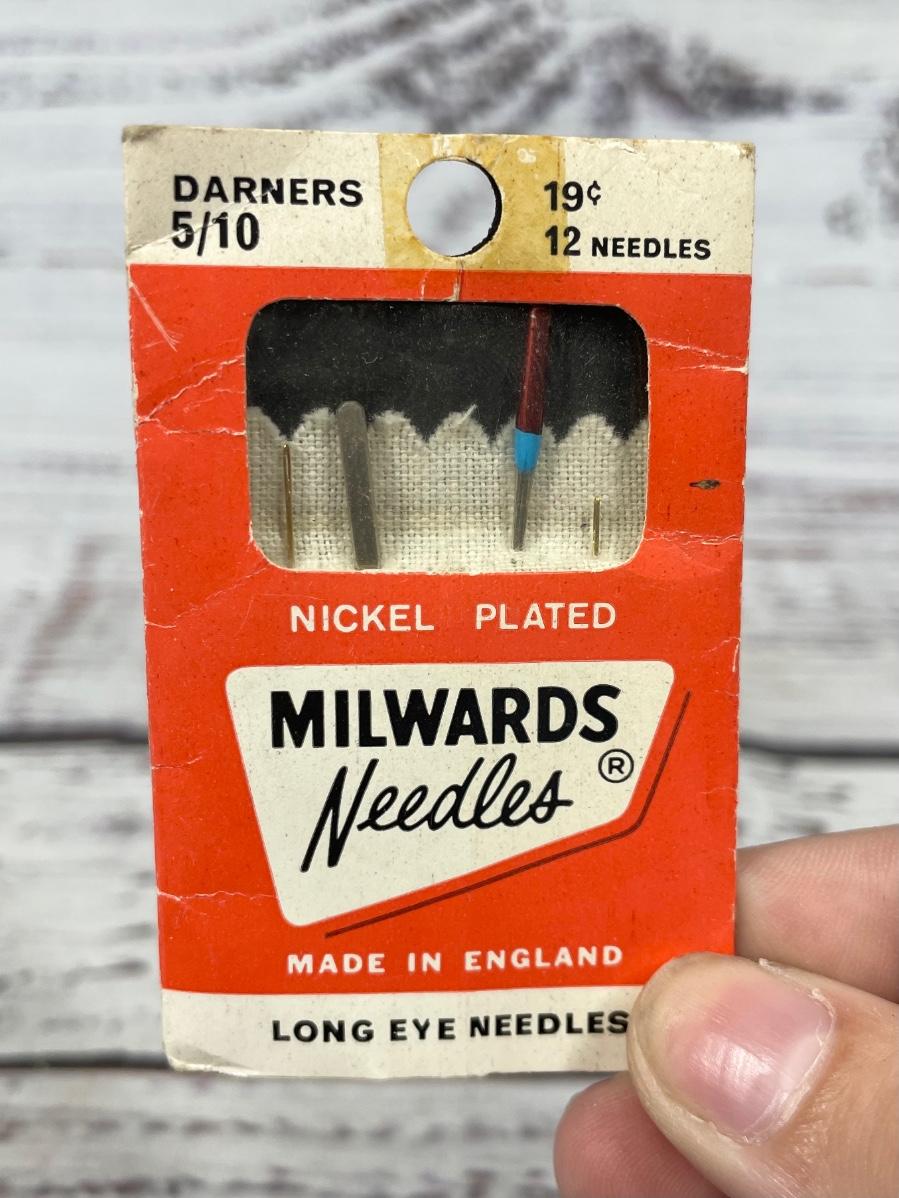 DARNERS
5/10
19¢
12 NEEDLES
NICKEL PLATED
MILWARDS
Needles ®
MADE IN ENGLAND
LONG EYE NEEDLES